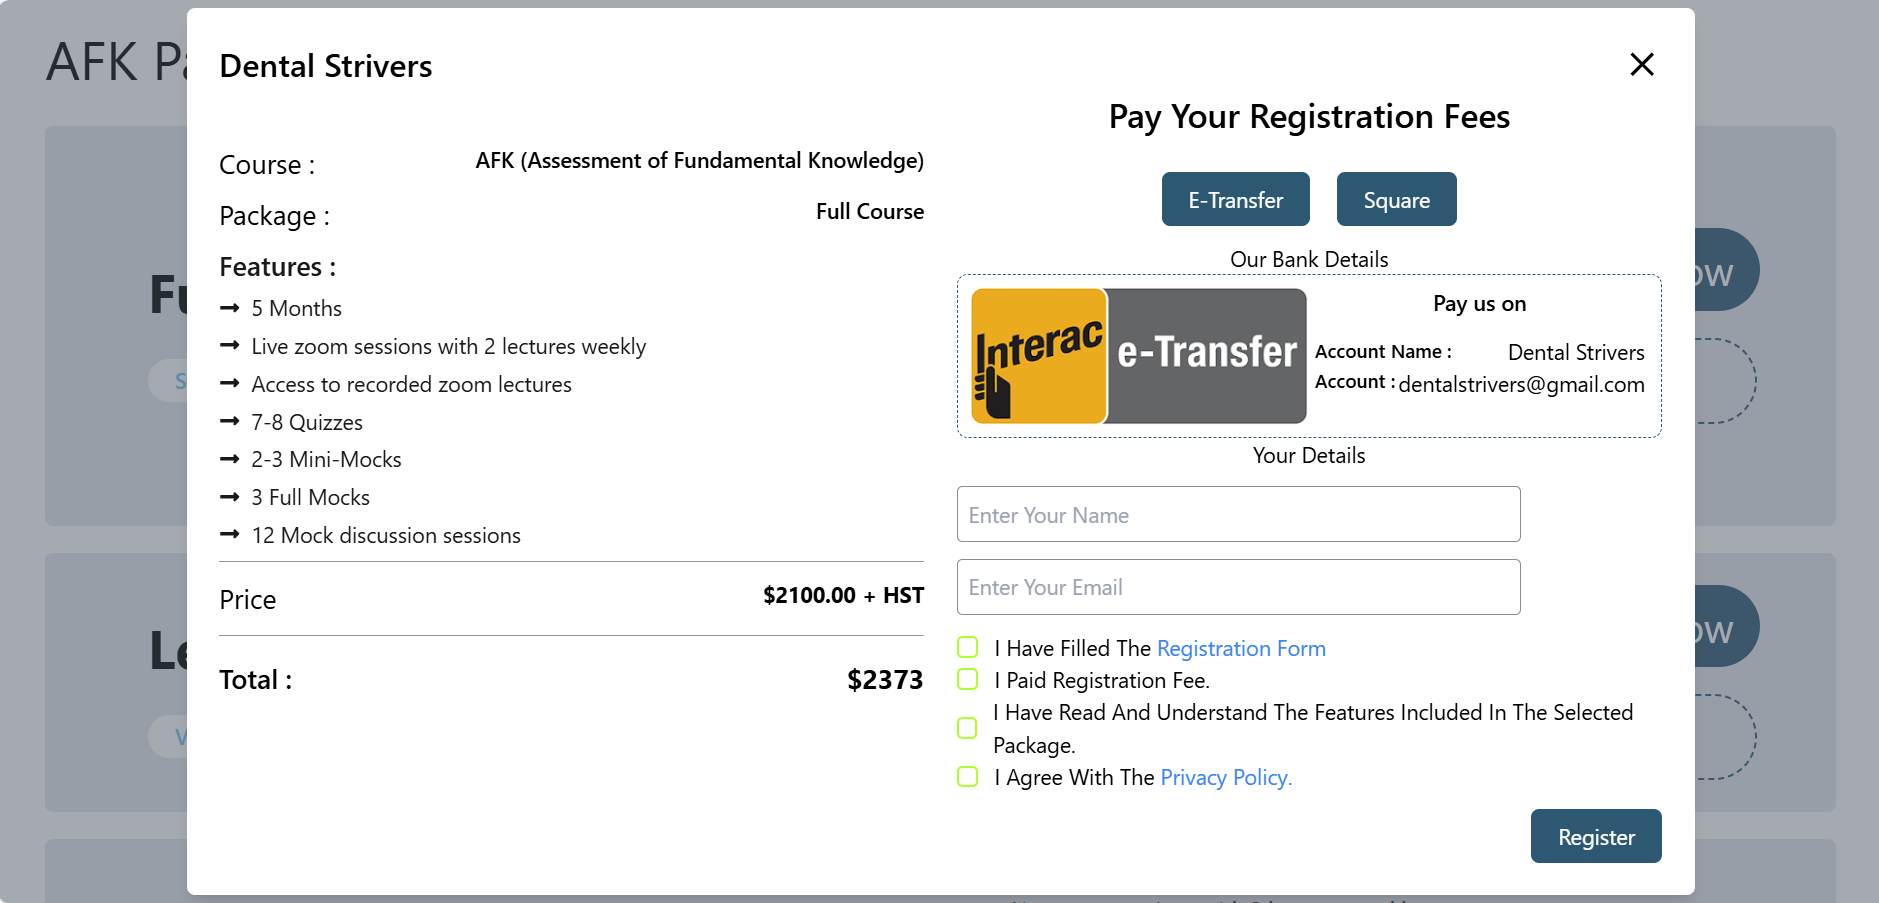 AFK Pa
Dental Strivers
Pay Your Registration Fees
Course :
AFK (Assessment of Fundamental Knowledge)
Package :
Full Course
Features :
5 Months
Live zoom sessions with 2 lectures weekly
Access to recorded zoom lectures
7-8 Quizzes
2-3 Mini-Mocks
3 Full Mocks
12 Mock discussion sessions
Price
$2100.00 + HST
Total :
$2373
E-Transfer
Square
Our Bank Details
Interac
e-Transfer
Pay us on
Account Name :
Dental Strivers
Account :
dentalstrivers@gmail.com
Your Details
Enter Your Name
Enter Your Email
I Have Filled The Registration Form
I Paid Registration Fee.
I Have Read And Understand The Features Included In The Selected
Package.
I Agree With The Privacy Policy.
Register